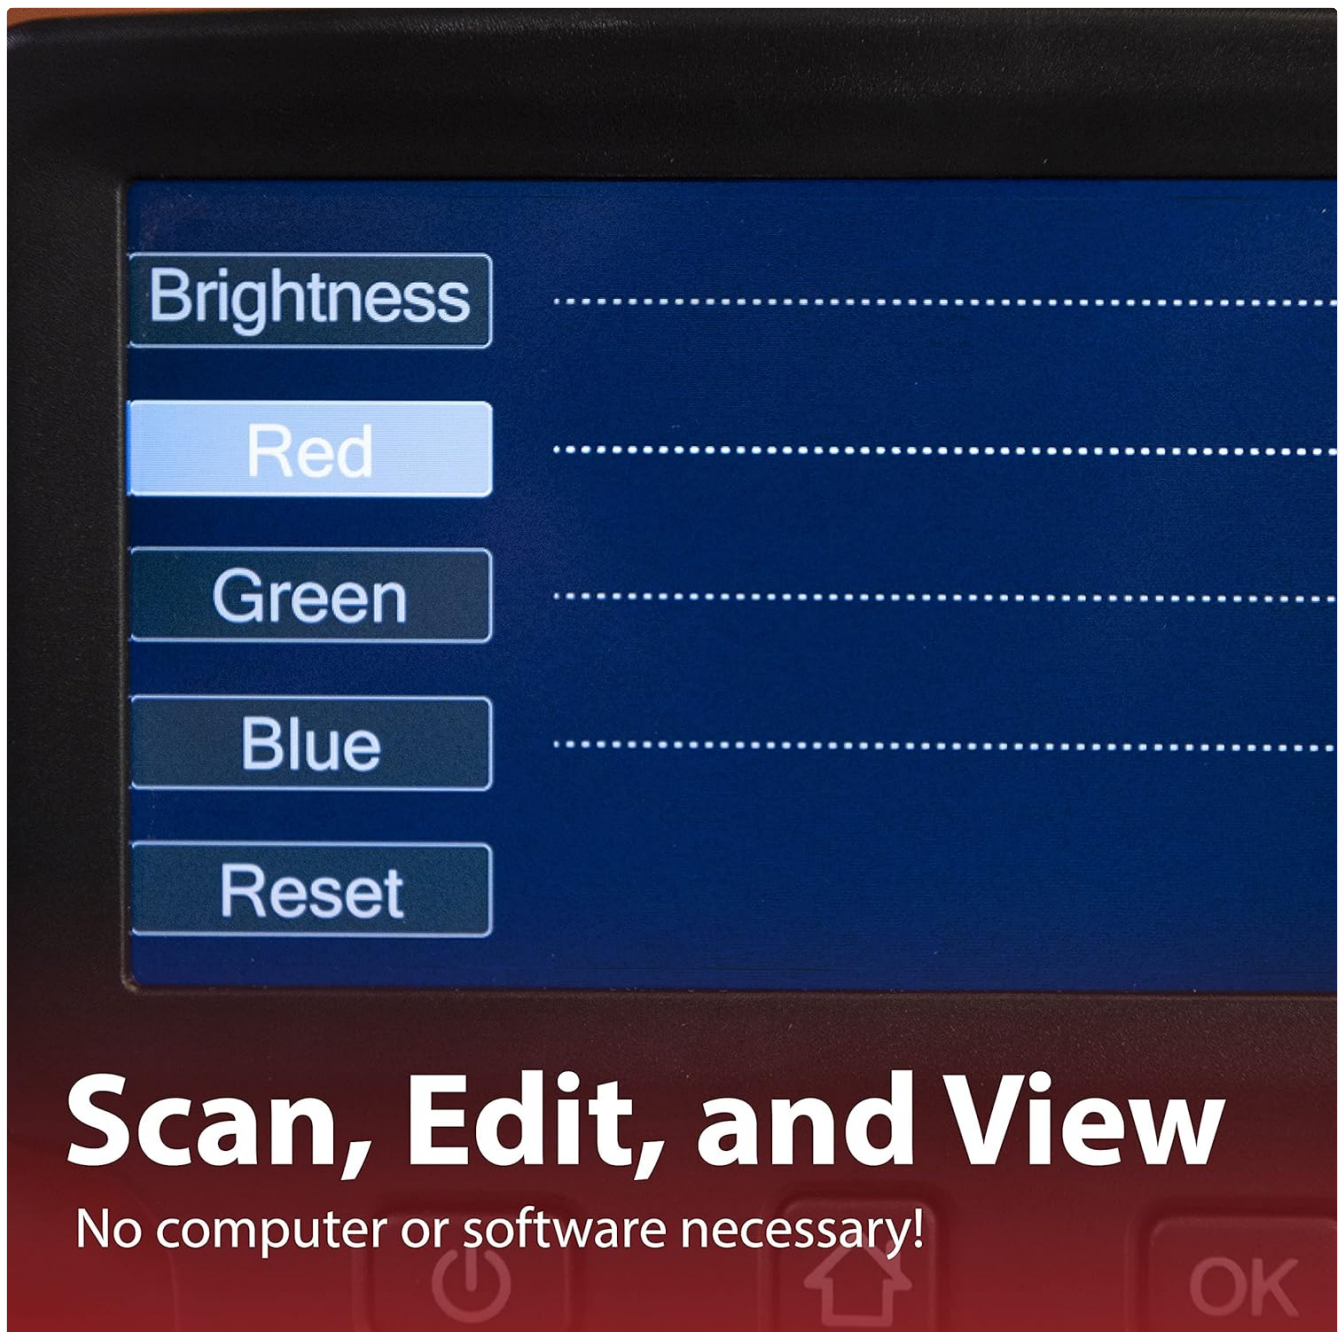 Brightness
Red
Green
Blue
Reset
Scan, Edit, and View
No computer or software necessary!
OK